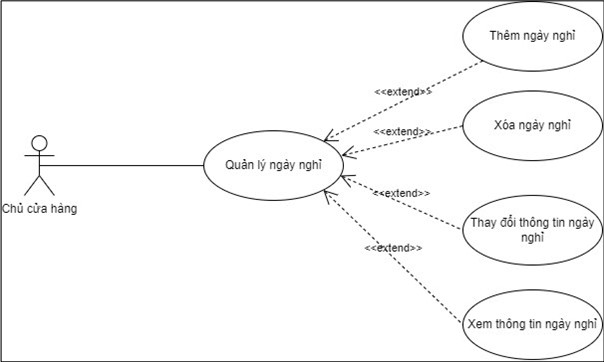 Thêm ngày nghỉ
<<extend>>
<<extend>>
Xóa ngày nghỉ
Quản lý ngày nghỉ
Chủ cửa hàng
<<extend>>
Thay đổi thông tin ngày
nghỉ
<<extend>>
Xem thông tin ngày nghỉ